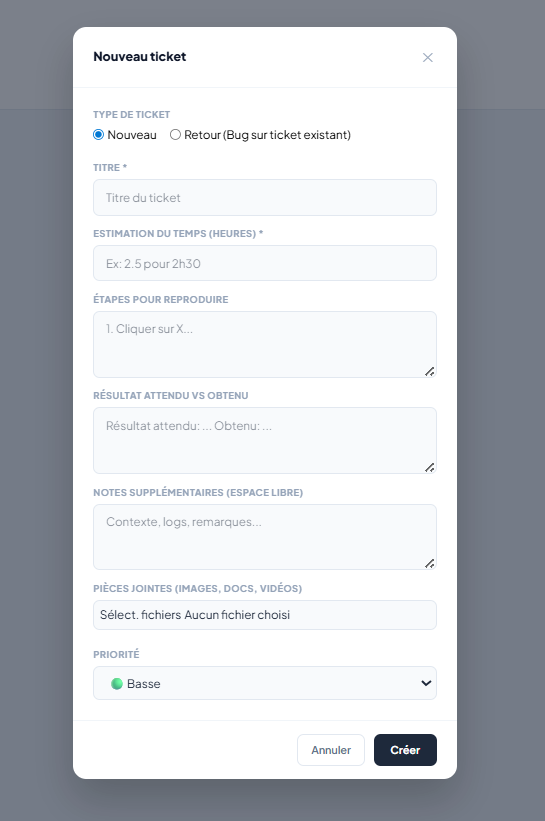 Nouveau ticket
TYPE DE TICKET
Nouveau Retour (Bug sur ticket existant)
TITRE *
Titre du ticket
ESTIMATION DU TEMPS (HEURES) *
Ex: 2.5 pour 2h30
ÉTAPES POUR REPRODUIRE
1. Cliquer sur X...
RÉSULTAT ATTENDU VS OBTENU
Résultat attendu: ... Obtenu: ...
NOTES SUPPLÉMENTAIRES (ESPACE LIBRE)
Contexte, logs, remarques...
PIÈCES JOINTES (IMAGES, DOCS, VIDÉOS)
Sélect. fichiers Aucun fichier choisi
PRIORITÉ
Basse
Annuler Créer